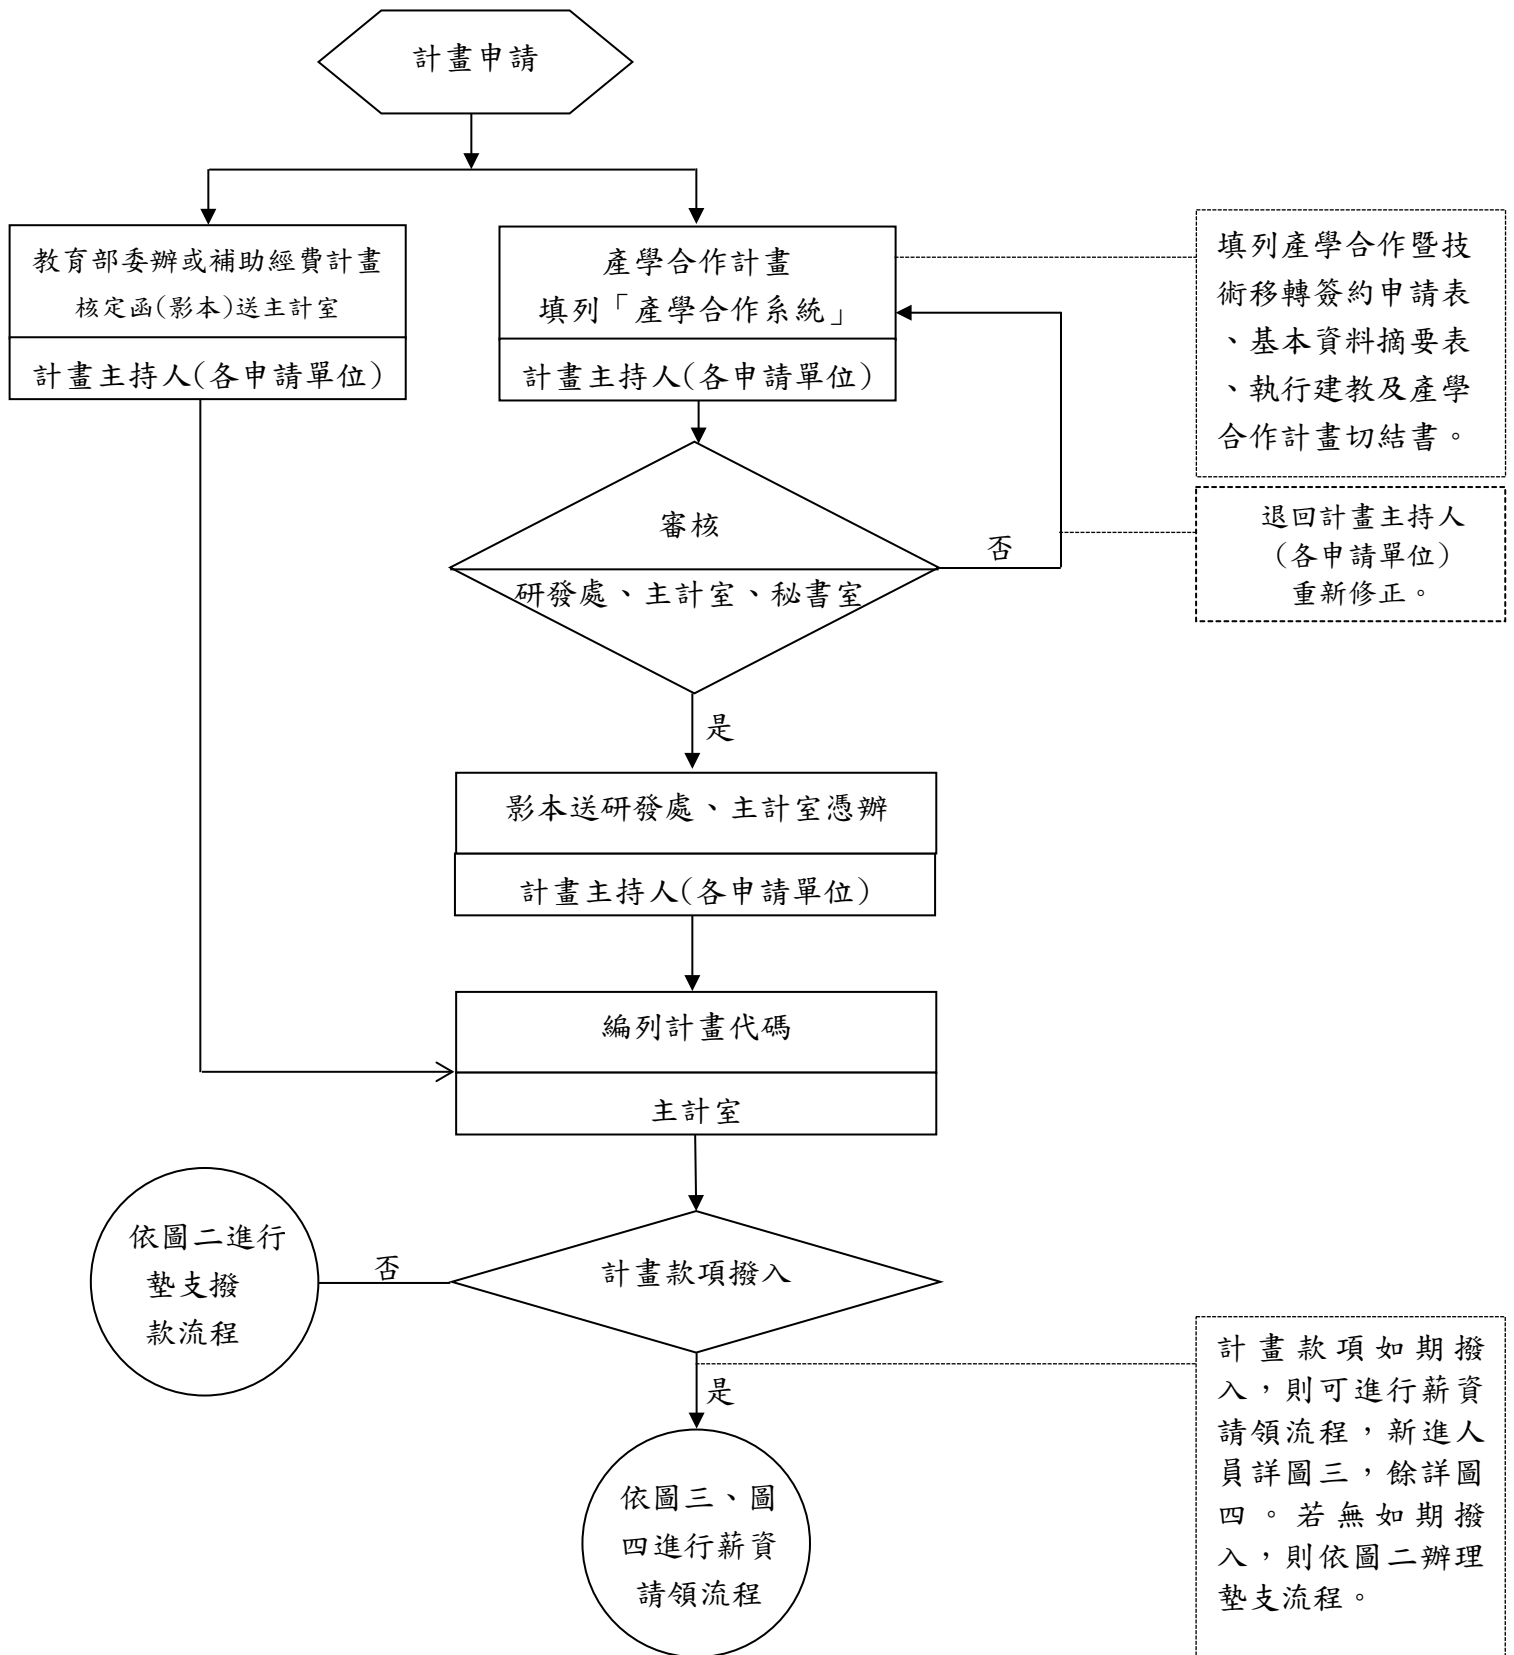 計畫申請
教育部委辦或補助經費計畫
核定函(影本)送主計室
計畫主持人(各申請單位)
產學合作計畫
填列「產學合作系統」
計畫主持人(各申請單位)
填列產學合作暨技
術移轉簽約申請表
、基本資料摘要表
、執行建教及產學
合作計畫切結書。
審核
研發處、主計室、秘書室
否
退回計畫主持人
(各申請單位)
重新修正。
是
影本送研發處、主計室憑辦
計畫主持人(各申請單位)
編列計畫代碼
主計室
計畫款項撥入
否
依圖二進行
墊支撥
款流程
是
計畫款項如期撥
入，則可進行薪資
請領流程，新進人
員詳圖三，餘詳圖
四。若無如期撥
入，則依圖二辦理
墊支流程。
依圖三、圖
四進行薪資
請領流程